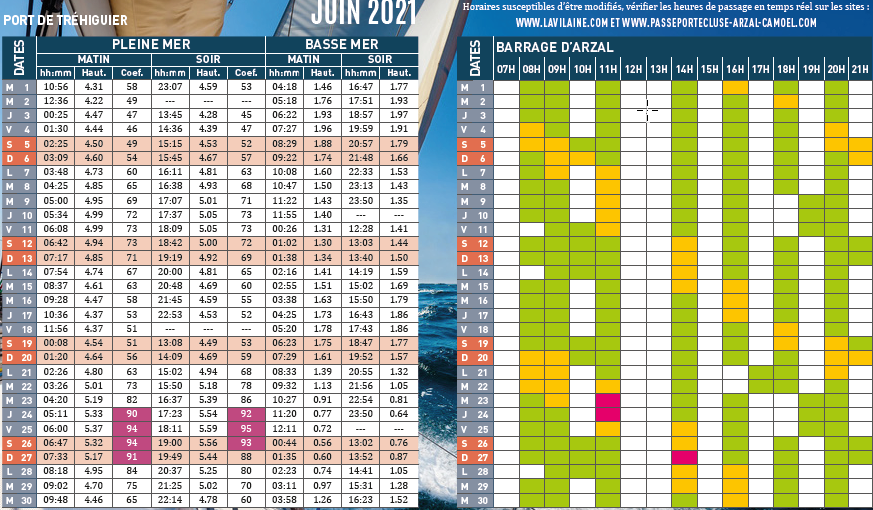 PORT DE TRÉHIGUIER
JUIN 2021
Horaires susceptibles d'être modifiés, vérifier les heures de passage en temps réel sur les sites :
WWW.LAVILAINE.COM ET WWW.PASSEPORTECLUSE-ARZAL-CAMOEL.COM
DATES PLEINE MER BASSE MER
MATIN SOIR MATIN SOIR
hh:mm Haut. Coef. hh:mm Haut. Coef. hh:mm Haut. hh:mm Haut.
M 1 10:56 4.31 58 23:07 4.59 53 04:18 1.46 16:47 1.77
M 2 12:36 4.22 49 --- --- --- 05:18 1.76 17:51 1.93
J 3 00:25 4.47 47 13:45 4.28 45 06:22 1.93 18:57 1.97
V 4 01:30 4.44 46 14:36 4.39 47 07:27 1.96 19:59 1.91
S 5 02:25 4.50 49 15:15 4.53 52 08:29 1.88 20:57 1.79
D 6 03:09 4.60 54 15:45 4.67 57 09:22 1.74 21:48 1.66
L 7 03:48 4.73 60 16:11 4.81 63 10:08 1.60 22:33 1.53
M 8 04:25 4.85 65 16:38 4.93 68 10:47 1.50 23:13 1.43
M 9 05:00 4.95 69 17:07 5.01 71 11:22 1.43 23:50 1.35
J 10 05:34 4.99 72 17:37 5.05 73 11:55 1.40 --- ---
V 11 06:08 4.99 73 18:09 5.05 73 00:26 1.31 12:28 1.41
S 12 06:42 4.94 73 18:42 5.00 72 01:02 1.30 13:03 1.44
D 13 07:17 4.85 71 19:19 4.92 69 01:38 1.34 13:40 1.50
L 14 07:54 4.74 67 20:00 4.81 65 02:16 1.41 14:19 1.59
M 15 08:37 4.61 63 20:48 4.69 60 02:55 1.51 15:02 1.69
M 16 09:28 4.47 58 21:45 4.59 55 03:38 1.63 15:50 1.79
J 17 10:36 4.37 53 22:53 4.53 52 04:25 1.73 16:43 1.86
V 18 11:56 4.37 51 --- --- --- 05:20 1.78 17:43 1.86
S 19 00:08 4.54 51 13:08 4.49 53 06:23 1.75 18:47 1.77
D 20 01:20 4.64 56 14:09 4.69 59 07:29 1.61 19:52 1.57
L 21 02:26 4.80 63 15:02 4.94 68 08:33 1.39 20:55 1.32
M 22 03:26 5.01 73 15:50 5.18 78 09:32 1.13 21:56 1.05
M 23 04:20 5.19 82 16:37 5.39 86 10:27 0.91 22:54 0.81
J 24 05:11 5.33 90 17:23 5.54 92 11:20 0.77 23:50 0.64
V 25 06:00 5.37 94 18:11 5.59 95 12:11 0.72 --- ---
S 26 06:47 5.32 94 19:00 5.56 93 00:44 0.56 13:02 0.76
D 27 07:33 5.17 91 19:49 5.44 88 01:35 0.60 13:52 0.87
L 28 08:18 4.95 84 20:37 5.25 80 02:23 0.74 14:41 1.05
M 29 09:02 4.70 75 21:25 5.02 70 03:11 0.97 15:31 1.28
M 30 09:48 4.46 65 22:14 4.78 60 03:58 1.26 16:23 1.52
DATES BARRAGE D'ARZAL
07H 08H 09H 10H 11H 12H 13H 14H 15H 16H 17H 18H 19H 20H 21H
M 1
M 2
J 3
V 4
S 5
D 6
L 7
M 8
M 9
J 10
V 11
S 12
D 13
L 14
M 15
M 16
J 17
V 18
S 19
D 20
L 21
M 22
M 23
J 24
V 25
S 26
D 27
L 28
M 29
M 30